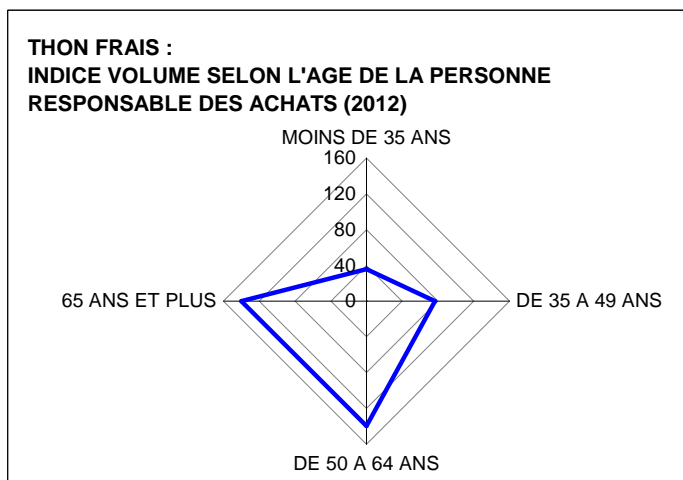 THON FRAIS :
INDICE VOLUME SELON L'AGE DE LA PERSONNE
RESPONSABLE DES ACHATS (2012)
MOINS DE 35 ANS
160
120
80
40
0
65 ANS ET PLUS
DE 35 A 49 ANS
DE 50 A 64 ANS